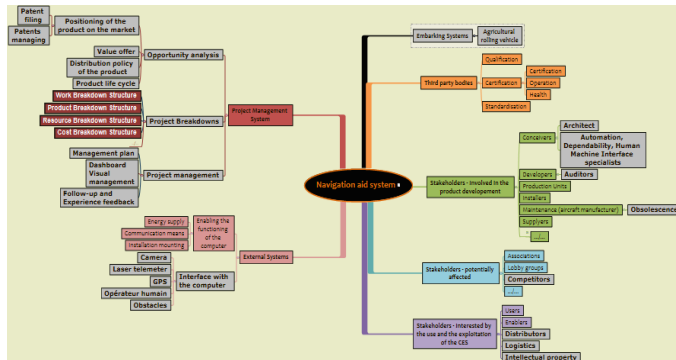 Patent
filing
Patents
managing
Positioning of the
product on the market
Value offer
Distribution policy
of the product
Product life cycle
Opportunity analysis
Work Breakdown Structure
Product Breakdown Structure
Resource Breakdown Structure
Cost Breakdown Structure
Project Breakdowns
Management plan
Dashboard
Visual
management
Follow-up and
Experience feedback
Project management
Project Management
System
Energy supply
Communication means
Installation mounting
Enabling the
functioning
of the
computer
Camera
Laser telemeter
GPS
Opérateur humain
Obstacles
Interface with
the computer
External Systems
Navigation aid system
Embarking Systems
Agricultural
rolling vehicle
Third party bodies
Qualification
Certification
Certification
Operation
Health
Standardisation
Stakeholders - Involved in the
product developement
Conceivers
Architect
Automation,
Dependability, Human
Machine Interface
specialists
Developers
Auditors
Production Units
Installers
Maintenance (aircraft manufacturer)
Obsolescence
Supplyers
Stakeholders - potentially
affected
Associations
Lobby groups
Competitors
Stakeholders - Interested by
the use and the exploitation
of the CES
Users
Enablers
Distributors
Logistics
Intellectual property